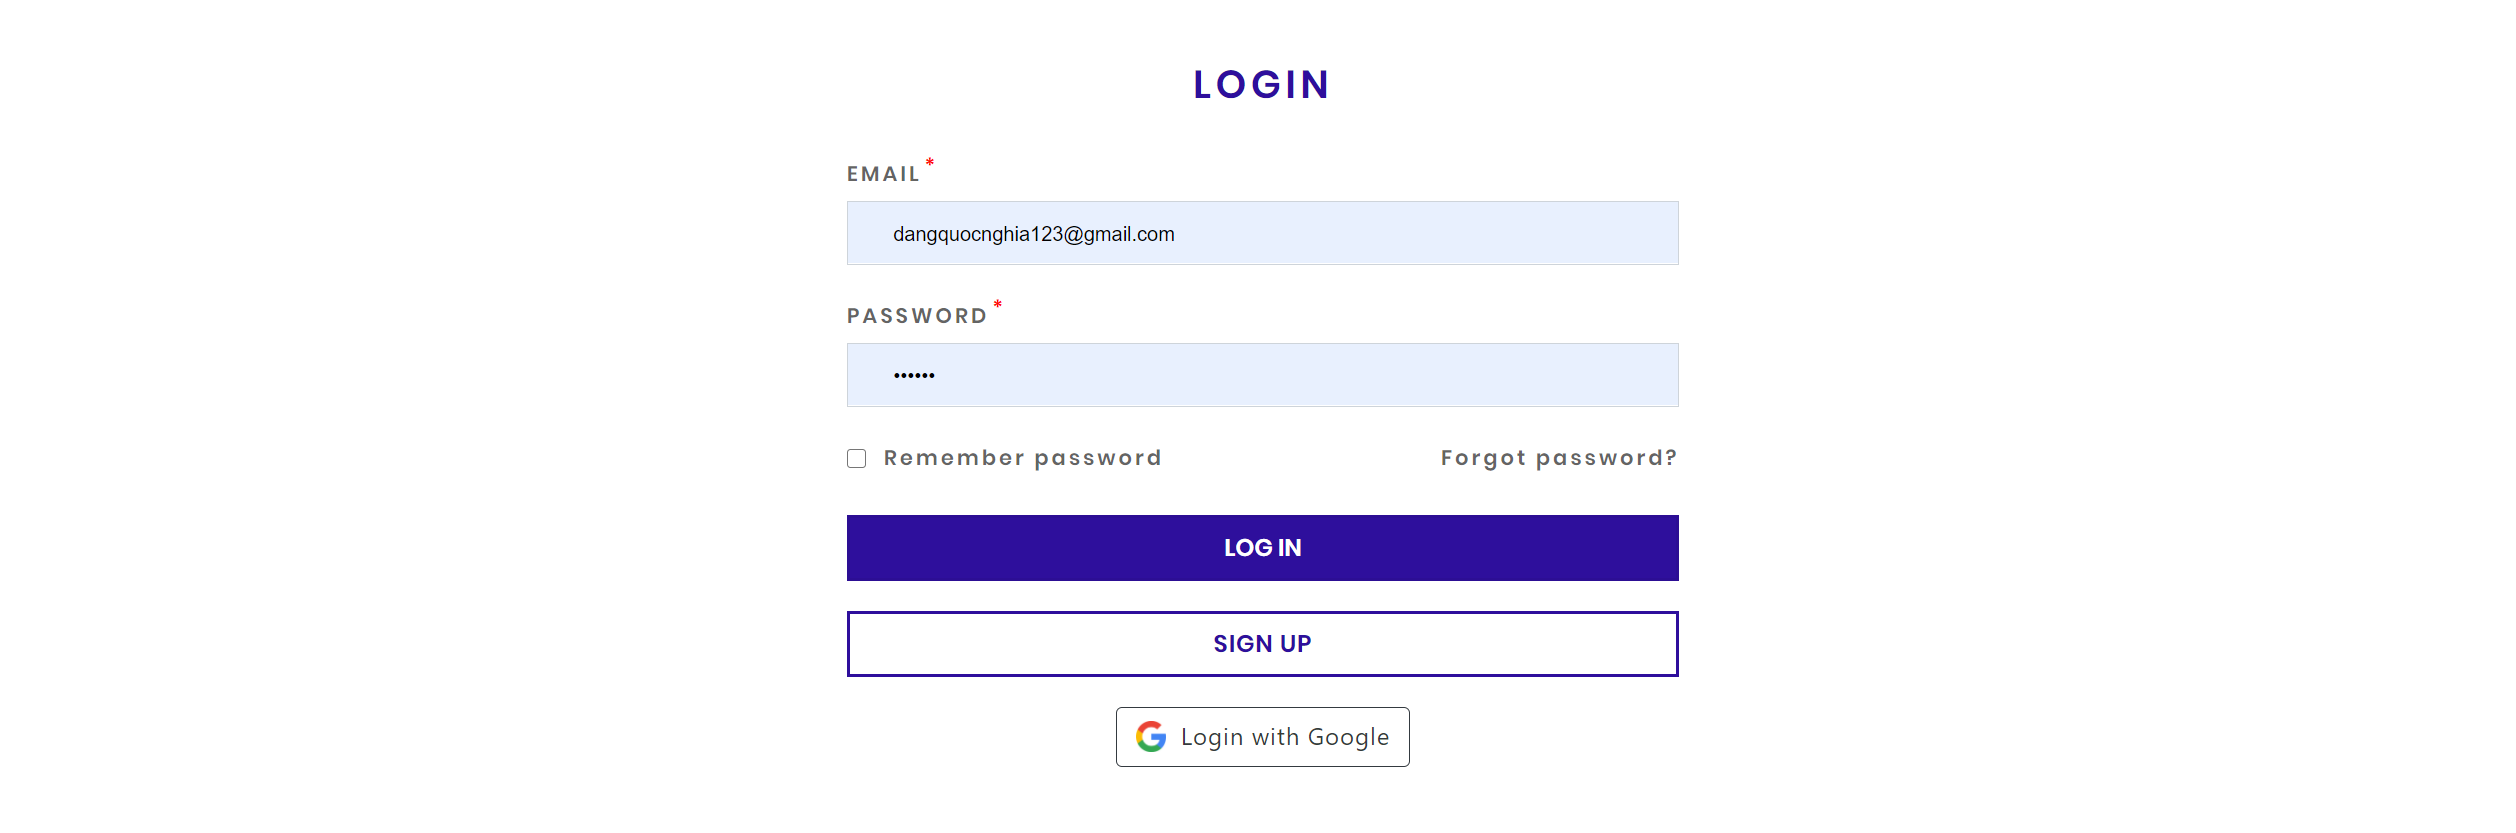 LOGIN
EMAIL*
dangquocnghia123@gmail.com
PASSWORD*
••••••
Remember password Forgot password?
LOG IN
SIGN UP
Login with Google